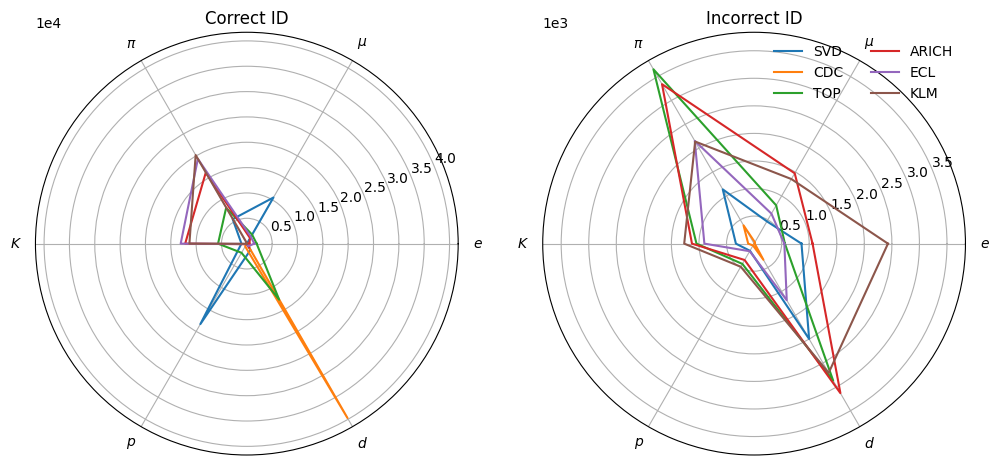 Correct ID
1e4
π
μ
K
e
p
d
0.5
1.0
1.5
2.0
2.5
3.0
3.5
4.0
Incorrect ID
1e3
π
μ
K
e
p
d
0.5
1.0
1.5
2.0
2.5
3.0
3.5
SVD
CDC
TOP
ARICH
ECL
KLM